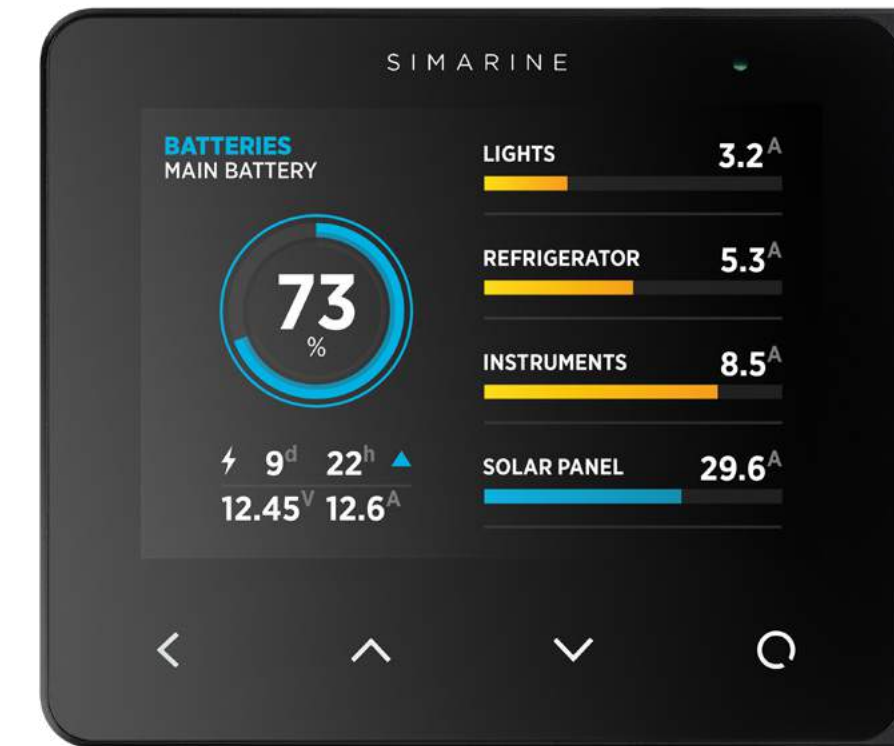 SIMARINE
BATTERIES
MAIN BATTERY
73
%
9d 22h
12.45V 12.6A
LIGHTS 3.2A
REFRIGERATOR 5.3A
INSTRUMENTS 8.5A
SOLAR PANEL 29.6A